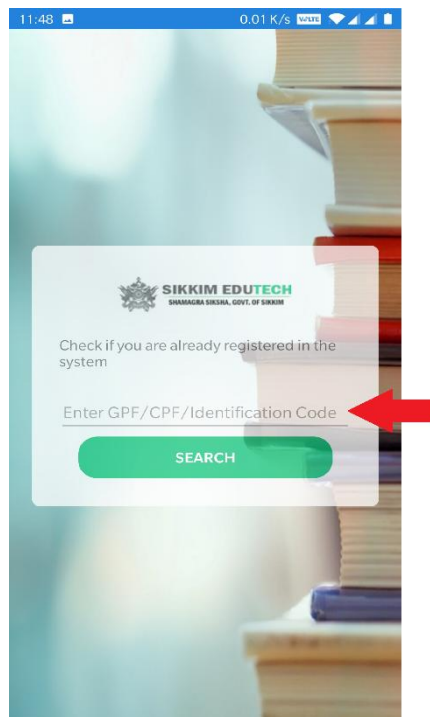 11:48 0.01 K/s VoLTE
SIKKIM EDUTECH
SHAMAGRA SIKSHA, GOVT. OF SIKKIM
Check if you are already registered in the
system
Enter GPF/CPF/Identification Code
SEARCH